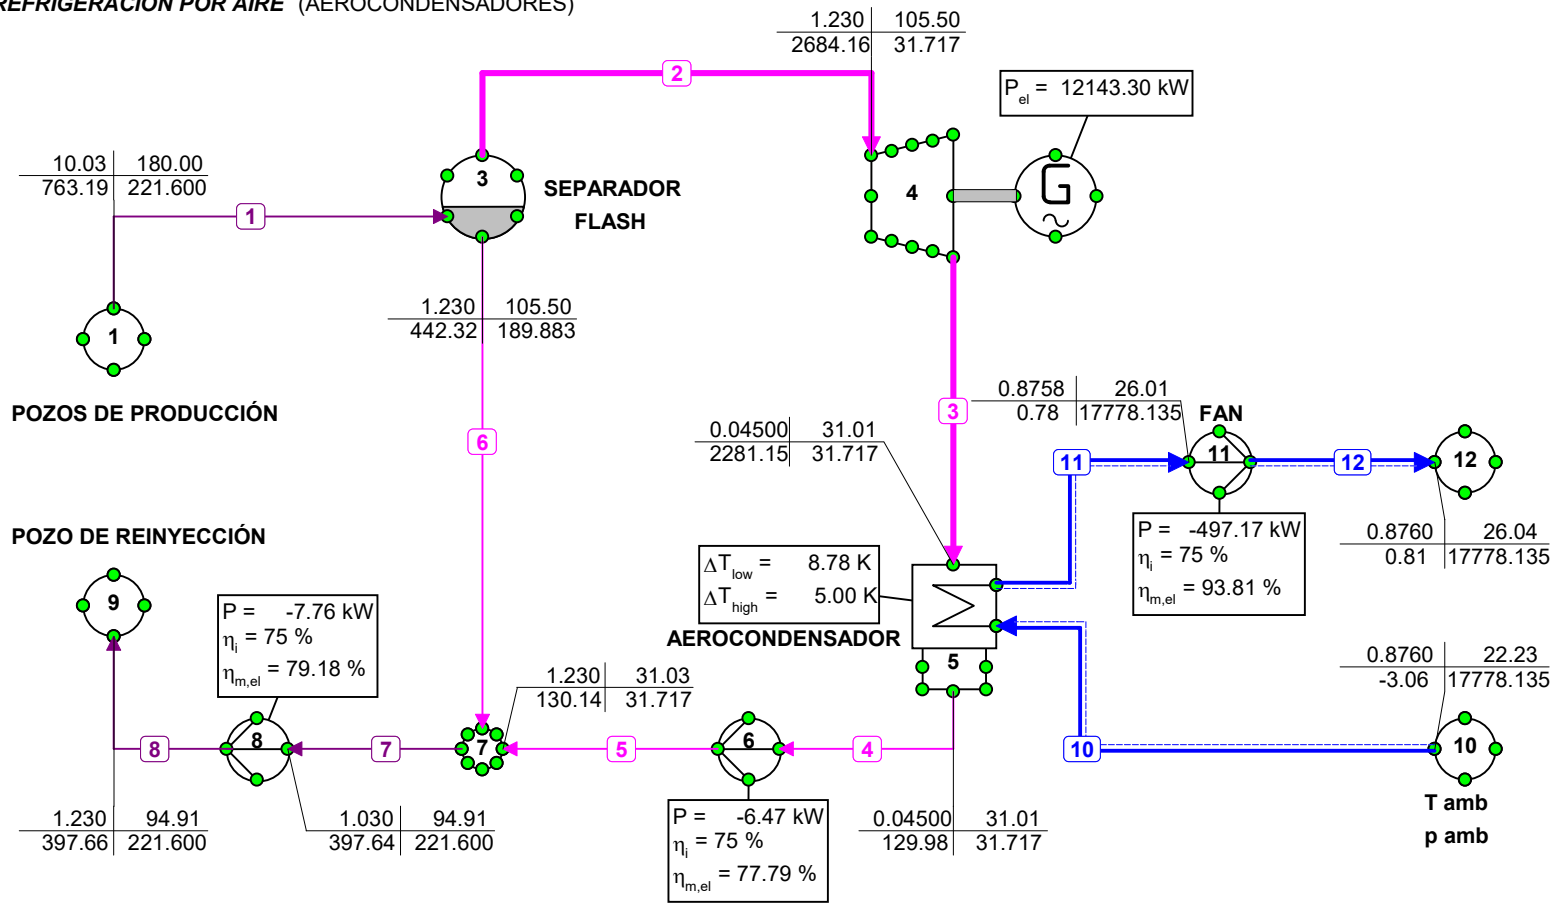 REFRIGERACIÓN POR AIRE (AEROCONDENSADORES)
1.230 105.50
2684.16 31.717
2
P el = 12143.30 kW
10.03 180.00
763.19 221.600
3
SEPARADOR
FLASH
4
G
1
1.230 105.50
442.32 189.883
1
POZOS DE PRODUCCIÓN
0.8758 26.01
0.78 17778.135
FAN
3
0.04500 31.01
2281.15 31.717
6
11
11
12
12
POZO DE REINYECCIÓN
P = -497.17 kW
ηi = 75 %
ηm,el = 93.81 %
0.8760 26.04
0.81 17778.135
ΔT low = 8.78 K
ΔT high = 5.00 K
9
P = -7.76 kW
ηi = 75 %
ηm,el = 79.18 %
AEROCONDENSADOR
5
0.8760 22.23
-3.06 17778.135
1.230 31.03
130.14 31.717
8
8
7
7
5
6
4
10
10
T amb
p amb
1.230 94.91
397.66 221.600
1.030 94.91
397.64 221.600
P = -6.47 kW
ηi = 75 %
ηm,el = 77.79 %
0.04500 31.01
129.98 31.717